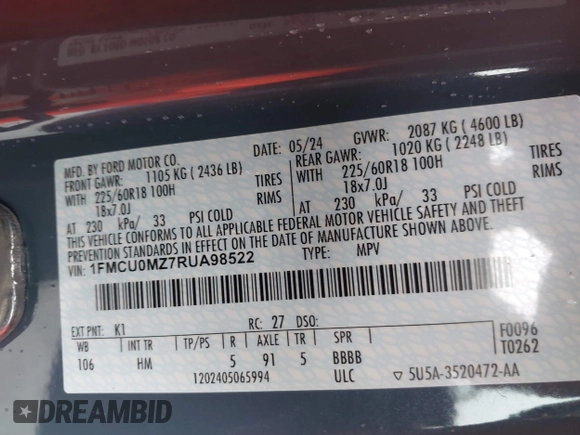 MFD. BY FORD MOTOR CO.
DATE: 05/24 GVWR: 2087 KG ( 4600 LB)
FRONT GAWR: 1105 KG ( 2436 LB) REAR GAWR: 1020 KG ( 2248 LB)
WITH 225/60R18 100H TIRES WITH 225/60R18 100H TIRES
18x7.0J RIMS 18x7.0J RIMS
AT 230 kPa/ 33 PSI COLD AT 230 kPa/ 33 PSI COLD
THIS VEHICLE CONFORMS TO ALL APPLICABLE FEDERAL MOTOR VEHICLE SAFETY AND THEFT
PREVENTION STANDARDS IN EFFECT ON THE DATE OF MANUFACTURE SHOWN ABOVE.
VIN: 1FMCU0MZ7RUA98522 TYPE: MPV
EXT PNT: K1 RC: 27 DSO: F0096
WB INT TR TP/PS R AXLE TR SPR T0262
106 HM 5 91 5 BBBB
1202405065994 ULC ▽ 5U5A-3520472-AA
DREAMBID